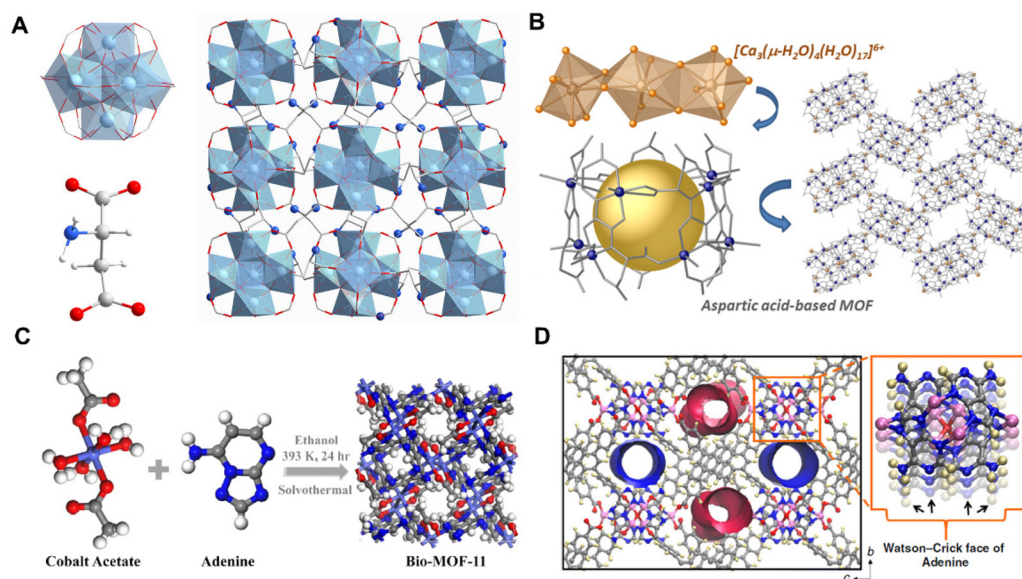 A
B
[Ca3(μ-H2O)4(H2O)17]6+
Aspartic acid-based MOF
C
Ethanol
393 K, 24 hr
Solvothermal
Cobalt Acetate
Adenine
Bio-MOF-11
D
Watson–Crick face of
Adenine
b
c